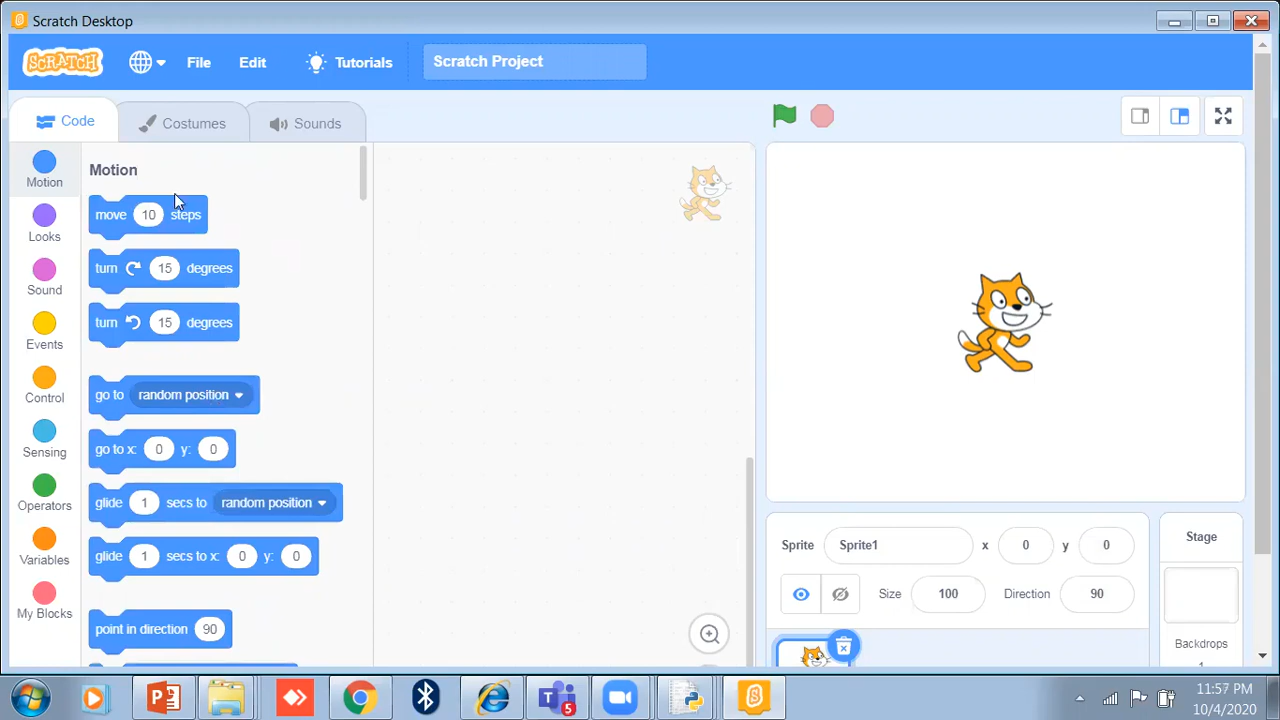 Scratch Desktop
SCRATCH
File
Edit
Tutorials
Scratch Project
Code
Costumes
Sounds
Motion
Looks
Sound
Events
Control
Sensing
Operators
Variables
My Blocks
Motion
move 10 steps
turn 15 degrees
turn 15 degrees
go to random position
go to x: 0 y: 0
glide 1 secs to random position
glide 1 secs to x: 0 y: 0
point in direction 90
Sprite Sprite1 x 0 y 0
Size 100 Direction 90
Stage
Backdrops
5
11:57 PM
10/4/2020